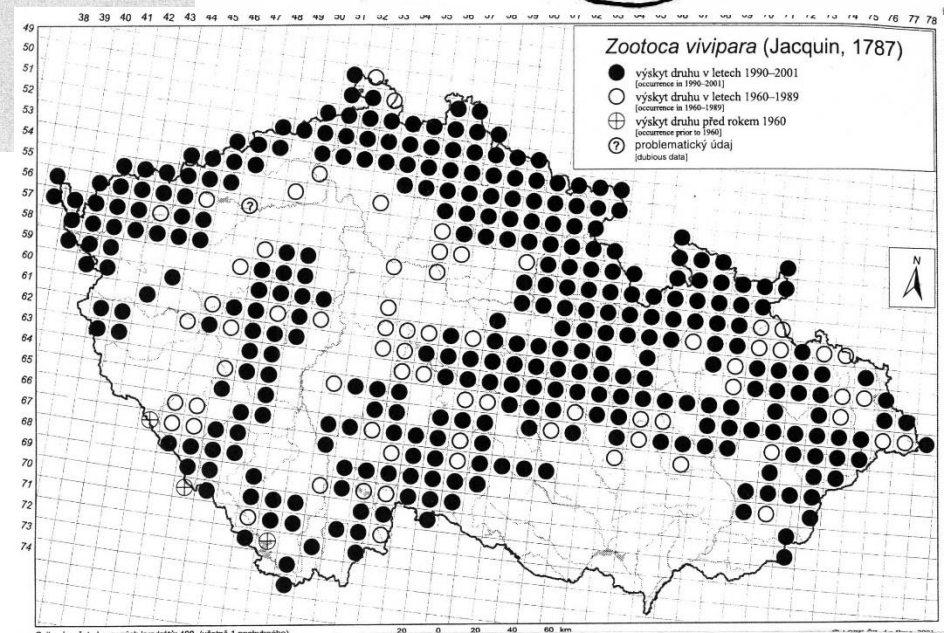 38 39 40 41 42 43 44 45 46 47 48 49 50 51 52 53 54 55 56 57 58 59 60 61 62 63 64 65 66 67 68 69 70 71 72 73 74 75 76 77 78
49
50
51
52
53
54
55
56
57
58
59
60
61
62
63
64
65
66
67
68
69
70
71
72
73
74
Zootoca vivipara (Jacquin, 1787)
výskyt druhu v letech 1990–2001
[occurrence in 1990–2001]
výskyt druhu v letech 1960–1989
[occurrence in 1960–1989]
výskyt druhu před rokem 1960
[occurrence prior to 1960]
? problematický údaj
[dubious data]
?
N
20 0 20 40 60 km